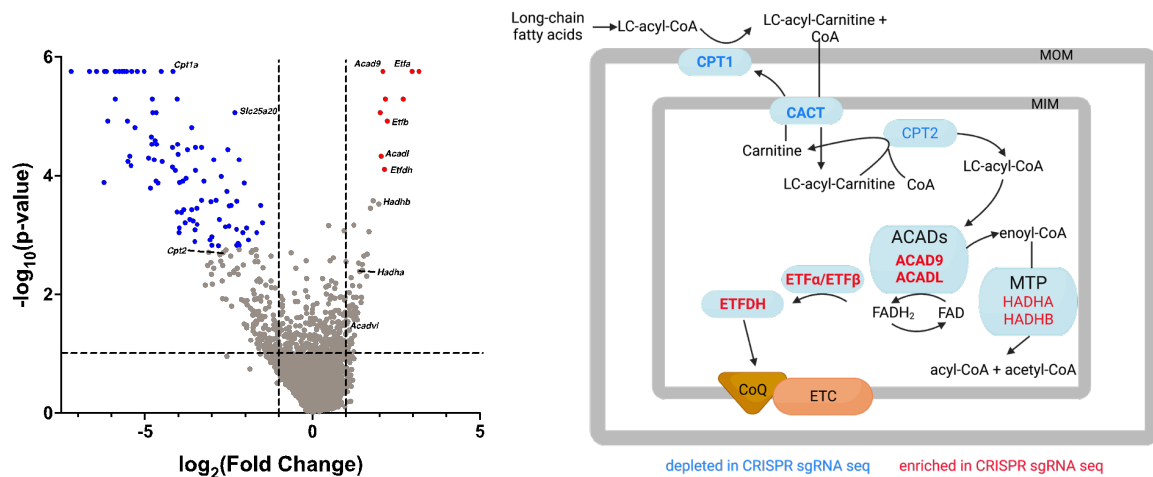 6
4
2
0
-5
0
5
-log10(p-value)
log2(Fold Change)
Cpt1a
Slc25a20
Cpt2
Acad9
Etfa
Etfb
Acadl
Etfdh
Hadhb
Hadha
Acadvl
Long-chain
fatty acids
LC-acyl-CoA
LC-acyl-Carnitine +
CoA
MOM
CPT1
MIM
CACT
CPT2
Carnitine
LC-acyl-Carnitine
CoA
LC-acyl-CoA
ACADs
ACAD9
ACADL
enoyl-CoA
MTP
HADHA
HADHB
ETFα/ETFβ
ETFDH
FADH2
FAD
acyl-CoA + acetyl-CoA
CoQ
ETC
depleted in CRISPR sgRNA seq
enriched in CRISPR sgRNA seq